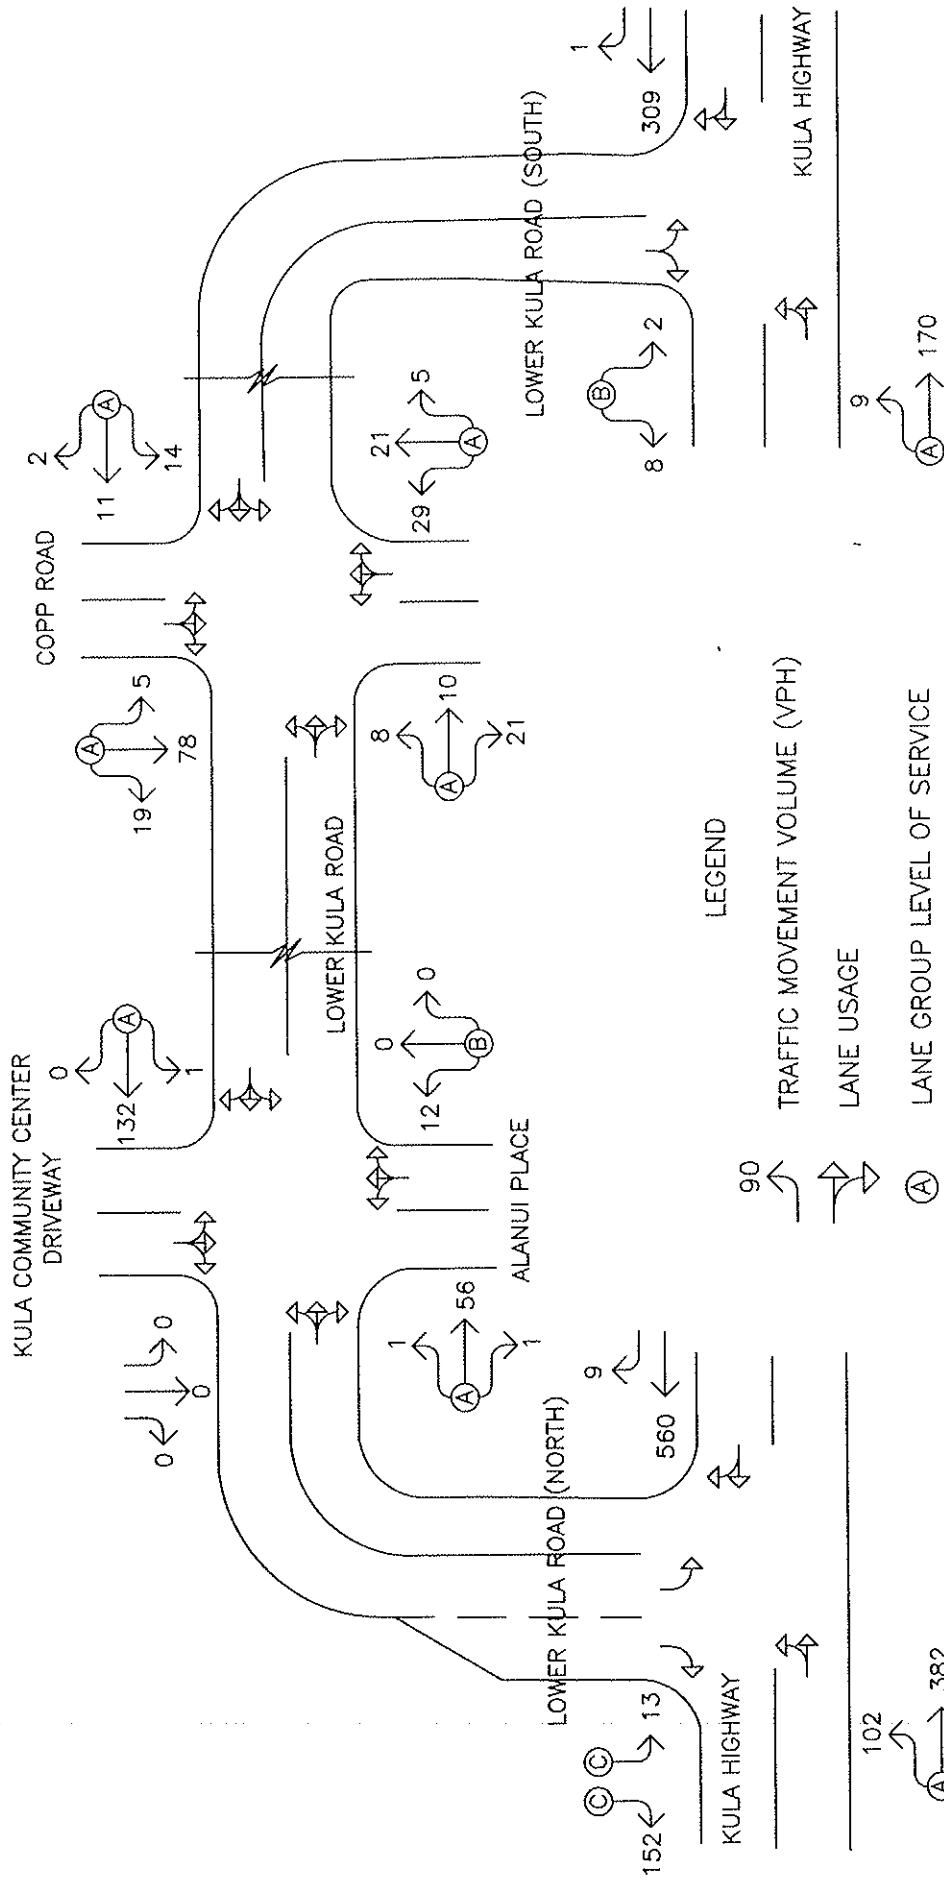 KULA COMMUNITY CENTER
DRIVEWAY
0
0
0
0
132
1
A
COPP ROAD
A
19
78
5
2
11
14
A
1
56
1
A
ALANUI PLACE
12
0
0
B
LOWER KULA ROAD
8
10
21
A
29
21
5
A
LOWER KULA ROAD (NORTH)
C
C
152
13
9
560
KULA HIGHWAY
102
382
A
LOWER KULA ROAD (SOUTH)
B
8
2
1
309
KULA HIGHWAY
9
170
A
LEGEND
90
TRAFFIC MOVEMENT VOLUME (VPH)
LANE USAGE
A
LANE GROUP LEVEL OF SERVICE